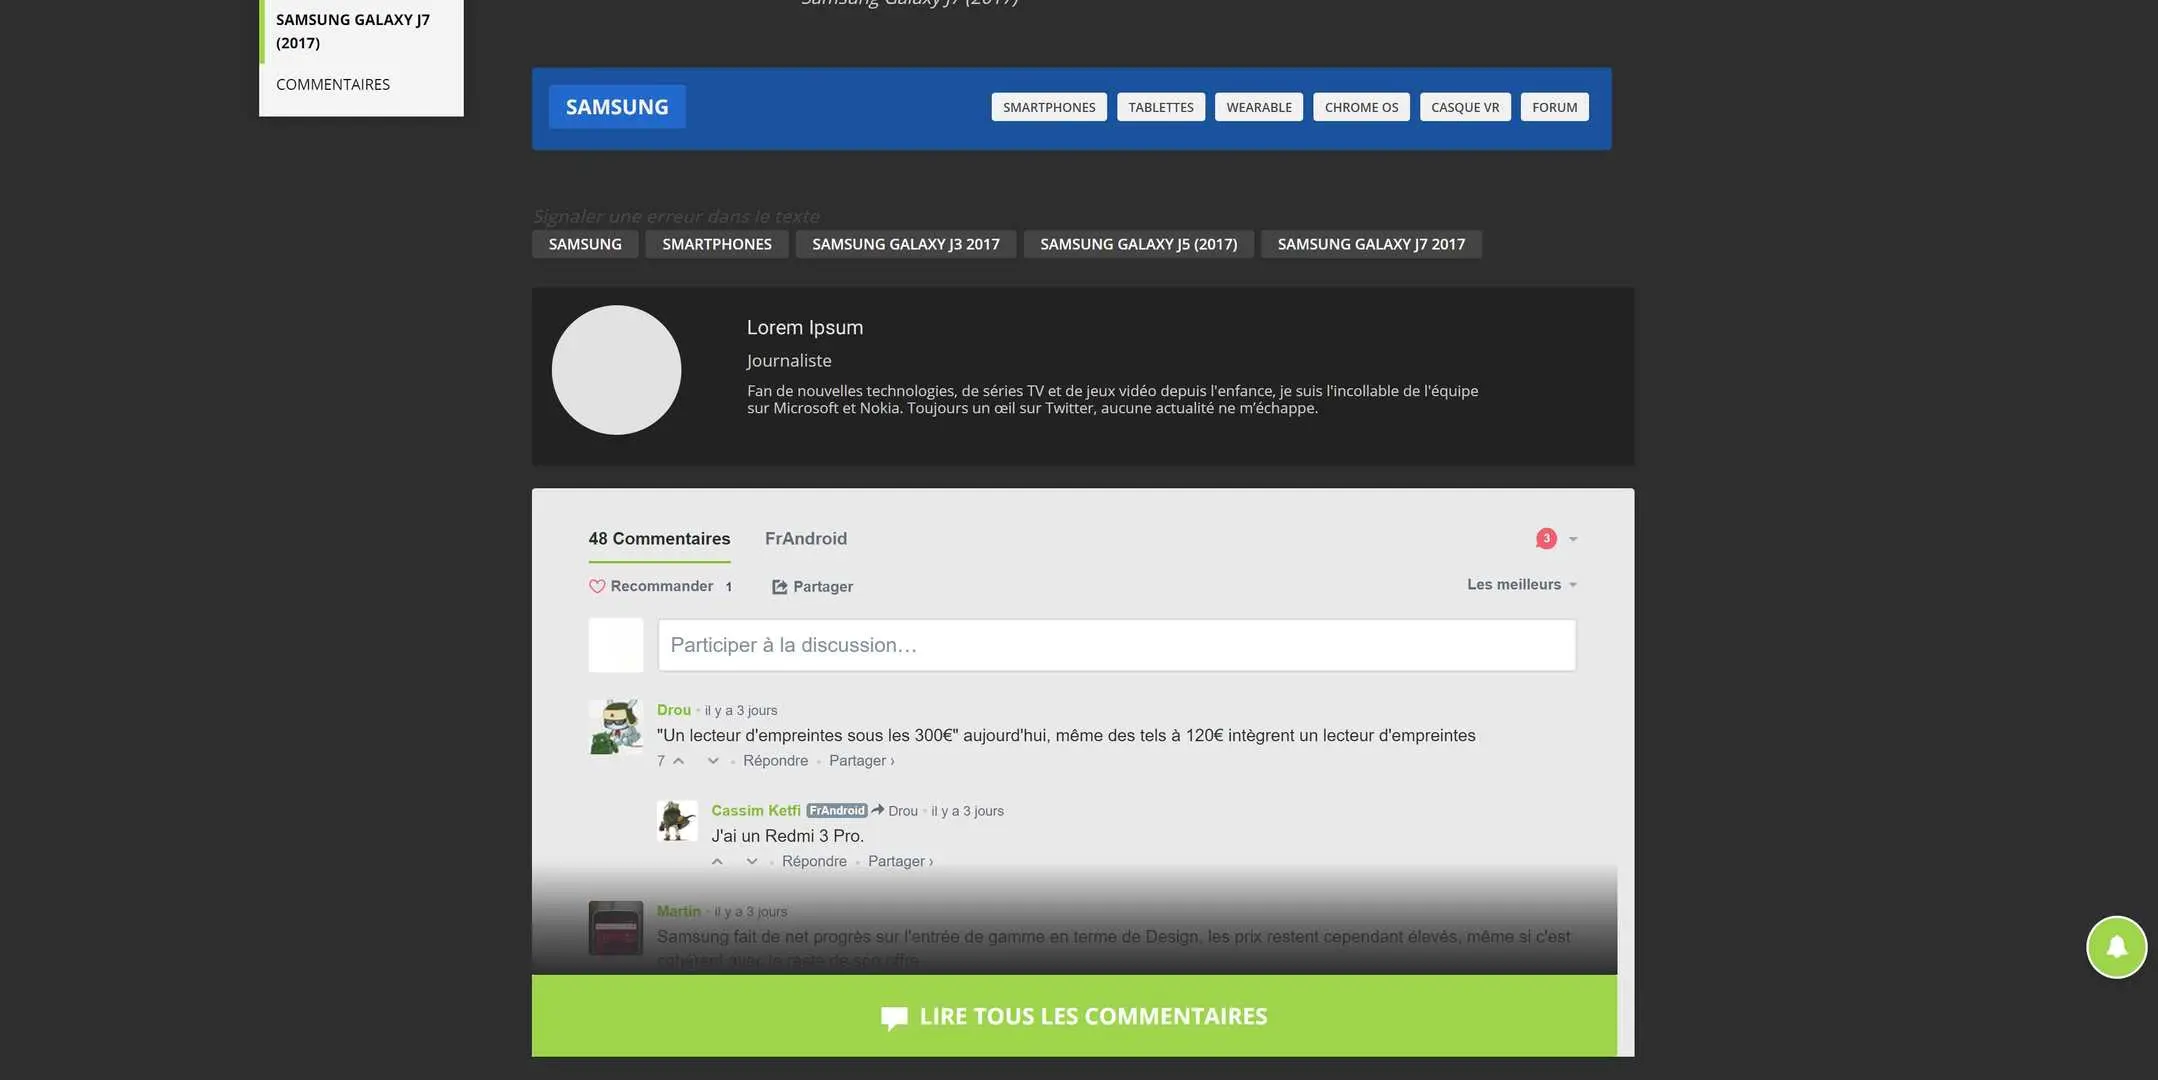 Samsung Galaxy J7 (2017)
SAMSUNG GALAXY J7
(2017)
COMMENTAIRES
SAMSUNG
SMARTPHONES
TABLETTES
WEARABLE
CHROME OS
CASQUE VR
FORUM
Signaler une erreur dans le texte
SAMSUNG
SMARTPHONES
SAMSUNG GALAXY J3 2017
SAMSUNG GALAXY J5 (2017)
SAMSUNG GALAXY J7 2017
Lorem Ipsum
Journaliste
Fan de nouvelles technologies, de séries TV et de jeux vidéo depuis l'enfance, je suis l'incollable de l'équipe
sur Microsoft et Nokia. Toujours un œil sur Twitter, aucune actualité ne m’échappe.
48 Commentaires
FrAndroid
3
Recommander 1
Partager
Les meilleurs
Participer à la discussion…
Drou • il y a 3 jours
"Un lecteur d'empreintes sous les 300€" aujourd'hui, même des tels à 120€ intègrent un lecteur d'empreintes
7 • Répondre • Partager ›
Cassim Ketfi FrAndroid Drou • il y a 3 jours
J'ai un Redmi 3 Pro.
• Répondre • Partager ›
Martin • il y a 3 jours
Samsung fait de net progrès sur l'entrée de gamme en terme de Design, les prix restent cependant élevés, même si c'est
cohérent avec le reste de son offre
LIRE TOUS LES COMMENTAIRES